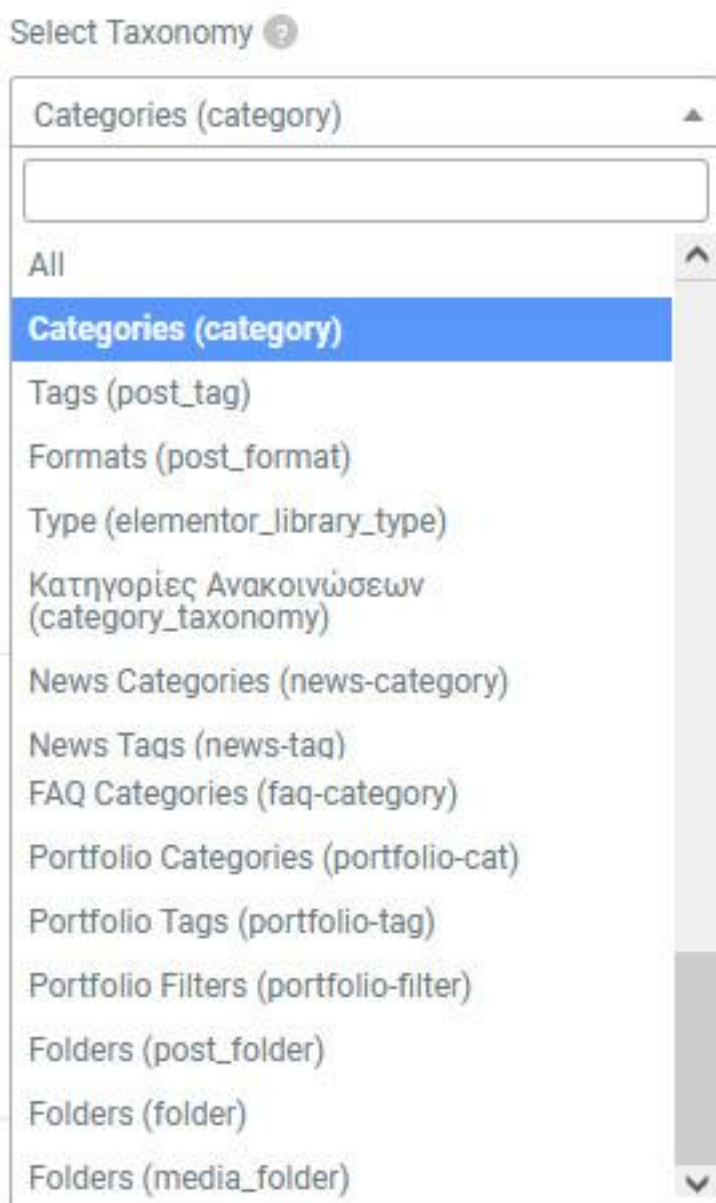 Select Taxonomy ?
Categories (category)
All
Categories (category)
Tags (post_tag)
Formats (post_format)
Type (elementor_library_type)
Κατηγορίες Ανακοινώσεων
(category_taxonomy)
News Categories (news-category)
News Tags (news-tag)
FAQ Categories (faq-category)
Portfolio Categories (portfolio-cat)
Portfolio Tags (portfolio-tag)
Portfolio Filters (portfolio-filter)
Folders (post_folder)
Folders (folder)
Folders (media_folder)